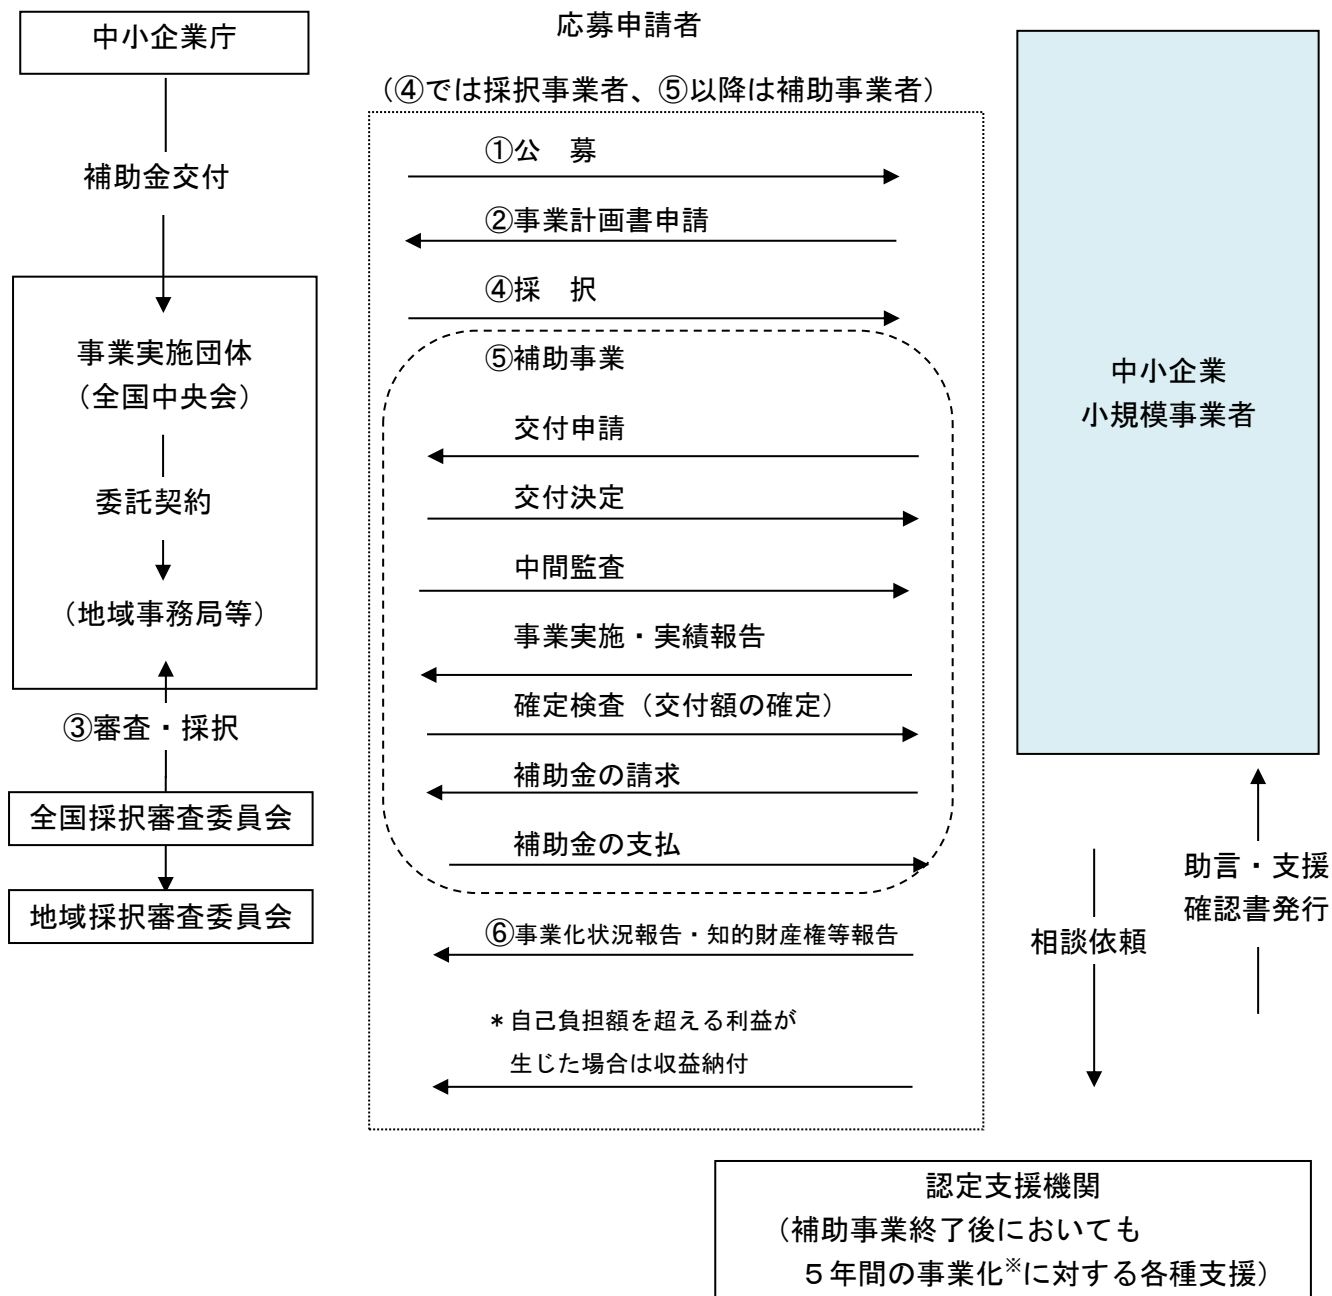 中小企業庁
補助金交付
事業実施団体
（全国中央会）
委託契約
（地域事務局等）
③審査・採択
全国採択審査委員会
地域採択審査委員会
応募申請者
（④では採択事業者、⑤以降は補助事業者）
①公　募
②事業計画書申請
④採　択
⑤補助事業
交付申請
交付決定
中間監査
事業実施・実績報告
確定検査（交付額の確定）
補助金の請求
補助金の支払
⑥事業化状況報告・知的財産権等報告
＊自己負担額を超える利益が
生じた場合は収益納付
中小企業
小規模事業者
相談依頼
助言・支援
確認書発行
認定支援機関
（補助事業終了後においても
５年間の事業化※に対する各種支援）